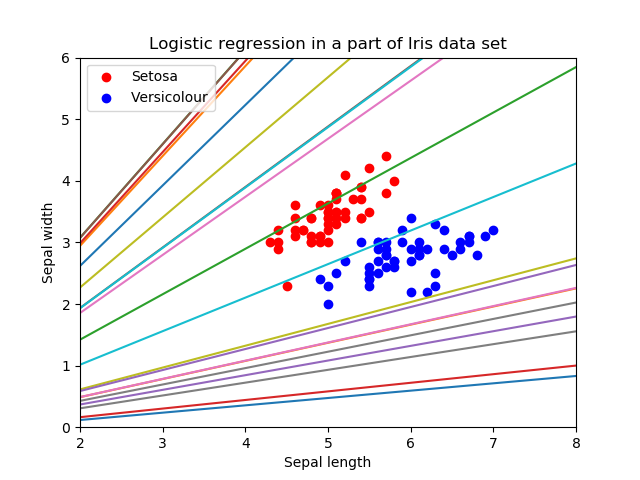 Logistic regression in a part of Iris data set
Setosa
Versicolour
6
5
4
3
2
1
0
Sepal width
2 3 4 5 6 7 8
Sepal length